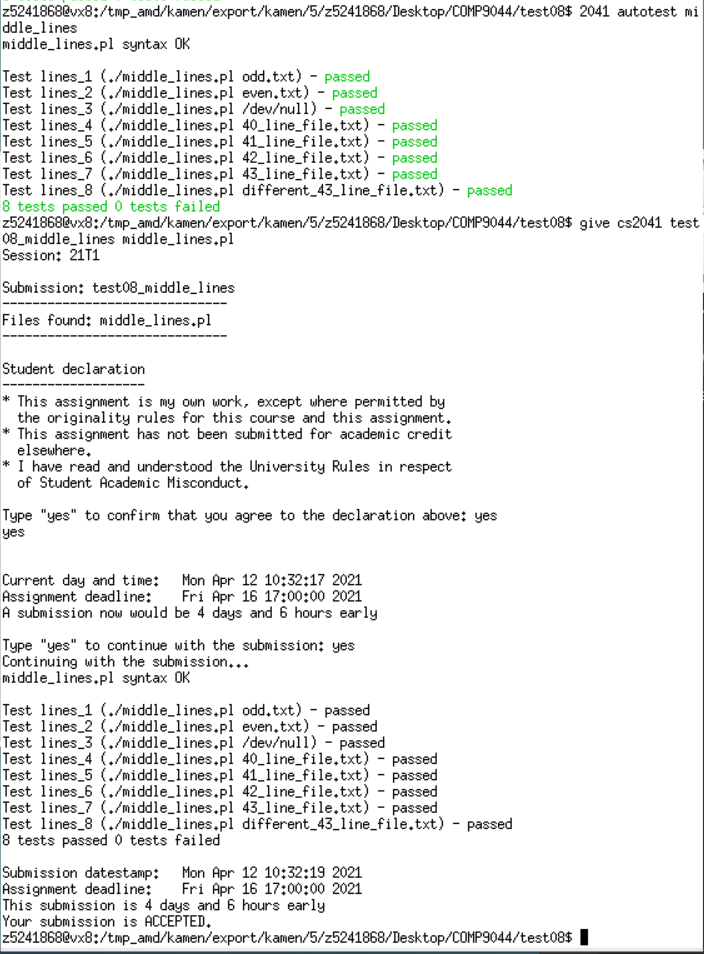 z5241868@vx8:/tmp_amd/kamen/export/kamen/5/z5241868/Desktop/COMP9044/test08$ 2041 autotest mi
ddle_lines
middle_lines.pl syntax OK
Test lines_1 (./middle_lines.pl odd.txt) - passed
Test lines_2 (./middle_lines.pl even.txt) - passed
Test lines_3 (./middle_lines.pl /dev/null) - passed
Test lines_4 (./middle_lines.pl 40_line_file.txt) - passed
Test lines_5 (./middle_lines.pl 41_line_file.txt) - passed
Test lines_6 (./middle_lines.pl 42_line_file.txt) - passed
Test lines_7 (./middle_lines.pl 43_line_file.txt) - passed
Test lines_8 (./middle_lines.pl different_43_line_file.txt) - passed
8 tests passed 0 tests failed
z5241868@vx8:/tmp_amd/kamen/export/kamen/5/z5241868/Desktop/COMP9044/test08$ give cs2041 test
08_middle_lines middle_lines.pl
Session: 21T1
Submission: test08_middle_lines
-----------------------------
Files found: middle_lines.pl
-----------------------------
Student declaration
-------------------
* This assignment is my own work, except where permitted by
  the originality rules for this course and this assignment.
* This assignment has not been submitted for academic credit
  elsewhere.
* I have read and understood the University Rules in respect
  of Student Academic Misconduct.
Type "yes" to confirm that you agree to the declaration above: yes
yes
Current day and time:   Mon Apr 12 10:32:17 2021
Assignment deadline:    Fri Apr 16 17:00:00 2021
A submission now would be 4 days and 6 hours early
Type "yes" to continue with the submission: yes
Continuing with the submission...
middle_lines.pl syntax OK
Test lines_1 (./middle_lines.pl odd.txt) - passed
Test lines_2 (./middle_lines.pl even.txt) - passed
Test lines_3 (./middle_lines.pl /dev/null) - passed
Test lines_4 (./middle_lines.pl 40_line_file.txt) - passed
Test lines_5 (./middle_lines.pl 41_line_file.txt) - passed
Test lines_6 (./middle_lines.pl 42_line_file.txt) - passed
Test lines_7 (./middle_lines.pl 43_line_file.txt) - passed
Test lines_8 (./middle_lines.pl different_43_line_file.txt) - passed
8 tests passed 0 tests failed
Submission datestamp:   Mon Apr 12 10:32:19 2021
Assignment deadline:    Fri Apr 16 17:00:00 2021
This submission is 4 days and 6 hours early
Your submission is ACCEPTED.
z5241868@vx8:/tmp_amd/kamen/export/kamen/5/z5241868/Desktop/COMP9044/test08$